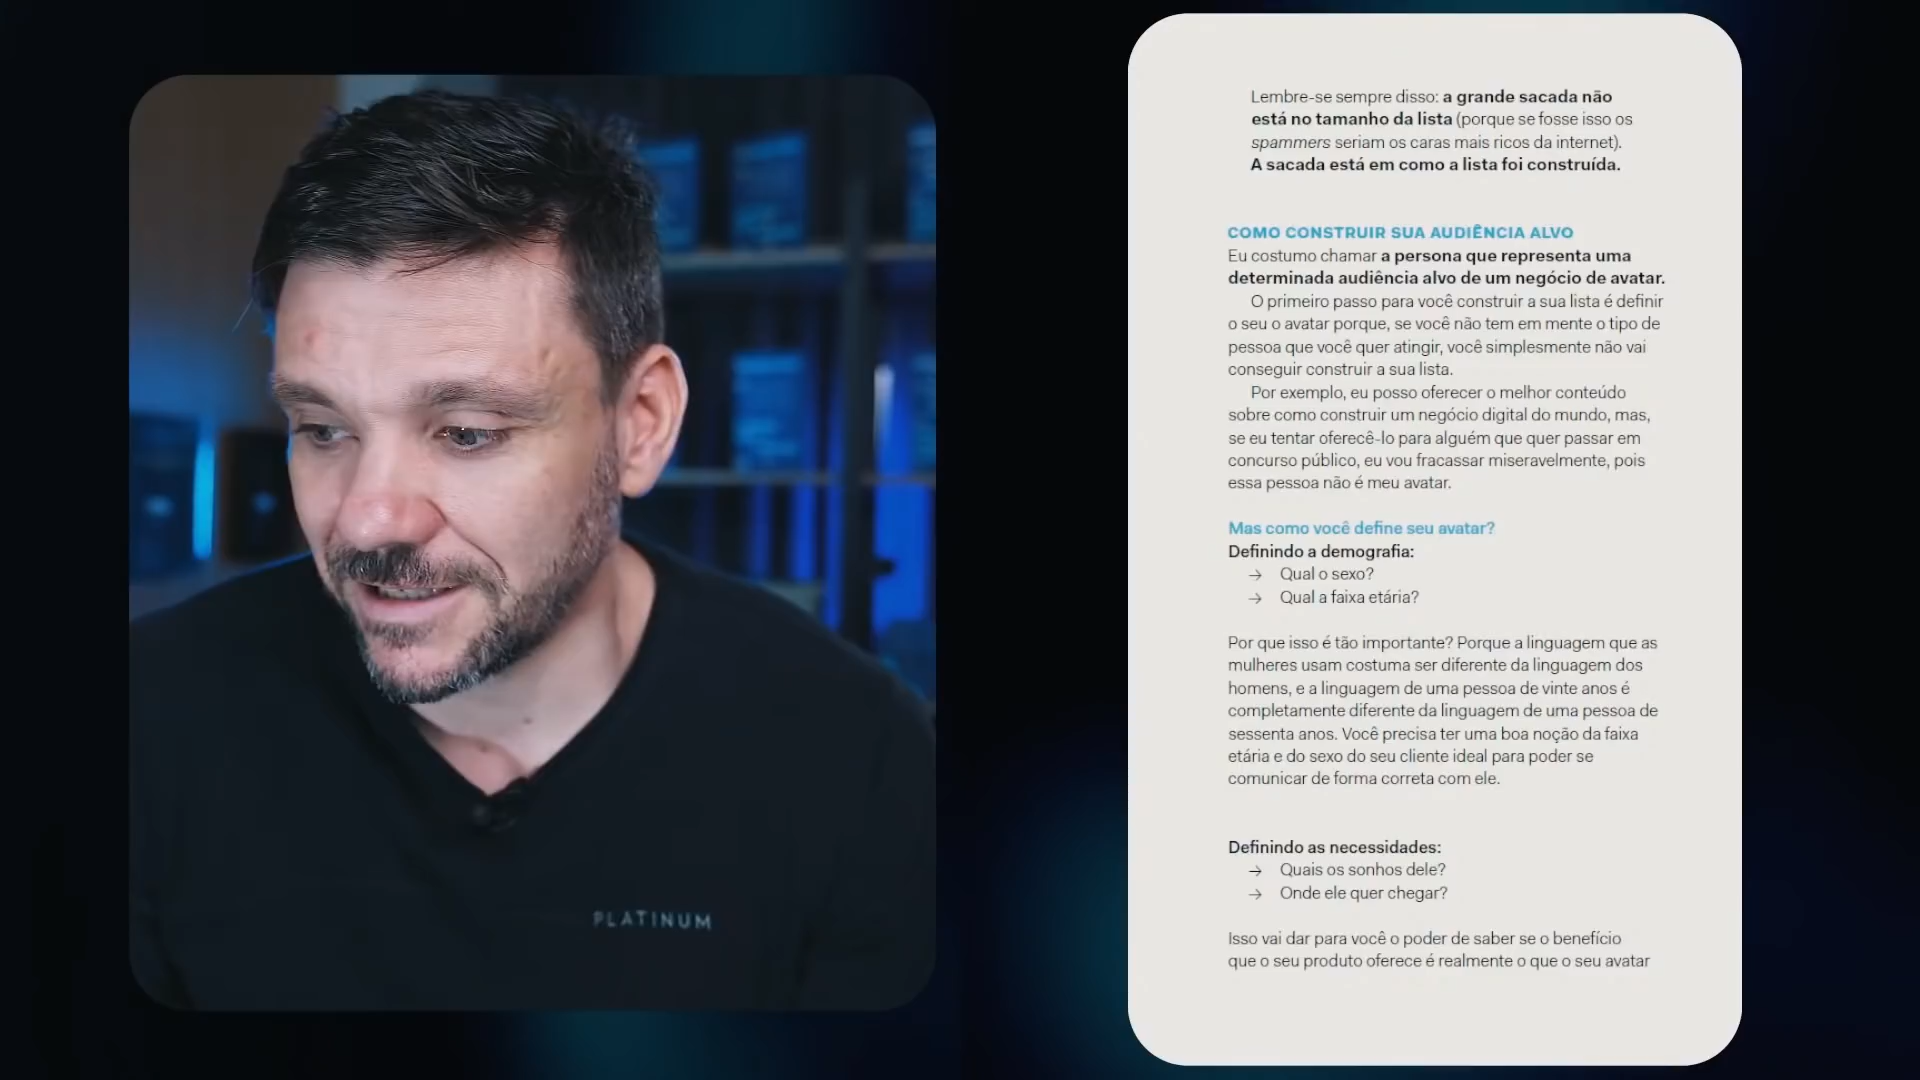 PLATINUM
Lembre-se sempre disso: a grande sacada não
está no tamanho da lista (porque se fosse isso os
spammers seriam os caras mais ricos da internet).
A sacada está em como a lista foi construída.
COMO CONSTRUIR SUA AUDIÊNCIA ALVO
Eu costumo chamar a persona que representa uma
determinada audiência alvo de um negócio de avatar.
O primeiro passo para você construir a sua lista é definir
o seu o avatar porque, se você não tem em mente o tipo de
pessoa que você quer atingir, você simplesmente não vai
conseguir construir a sua lista.
Por exemplo, eu posso oferecer o melhor conteúdo
sobre como construir um negócio digital do mundo, mas,
se eu tentar oferecê-lo para alguém que quer passar em
concurso público, eu vou fracassar miseravelmente, pois
essa pessoa não é meu avatar.
Mas como você define seu avatar?
Definindo a demografia:
→ Qual o sexo?
→ Qual a faixa etária?
Por que isso é tão importante? Porque a linguagem que as
mulheres usam costuma ser diferente da linguagem dos
homens, e a linguagem de uma pessoa de vinte anos é
completamente diferente da linguagem de uma pessoa de
sessenta anos. Você precisa ter uma boa noção da faixa
etária e do sexo do seu cliente ideal para poder se
comunicar de forma correta com ele.
Definindo as necessidades:
→ Quais os sonhos dele?
→ Onde ele quer chegar?
Isso vai dar para você o poder de saber se o benefício
que o seu produto oferece é realmente o que o seu avatar